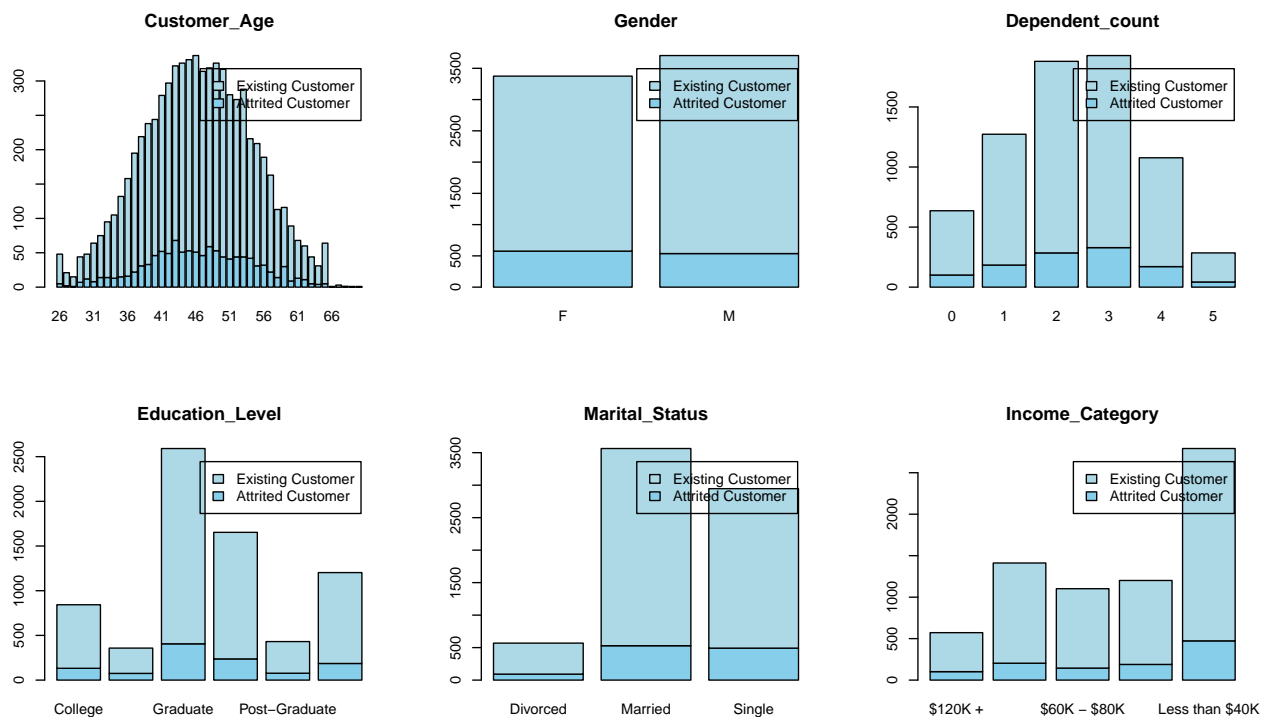 Customer_Age
0 50 100 200 300
26 31 36 41 46 51 56 61 66
Existing Customer
Attrited Customer
Gender
0 500 1500 2500 3500
F M
Existing Customer
Attrited Customer
Dependent_count
0 500 1000 1500
0 1 2 3 4 5
Existing Customer
Attrited Customer
Education_Level
0 500 1000 1500 2000 2500
College Graduate Post−Graduate
Existing Customer
Attrited Customer
Marital_Status
0 500 1500 2500 3500
Divorced Married Single
Existing Customer
Attrited Customer
Income_Category
0 500 1000 2000
$120K + $60K − $80K Less than $40K
Existing Customer
Attrited Customer